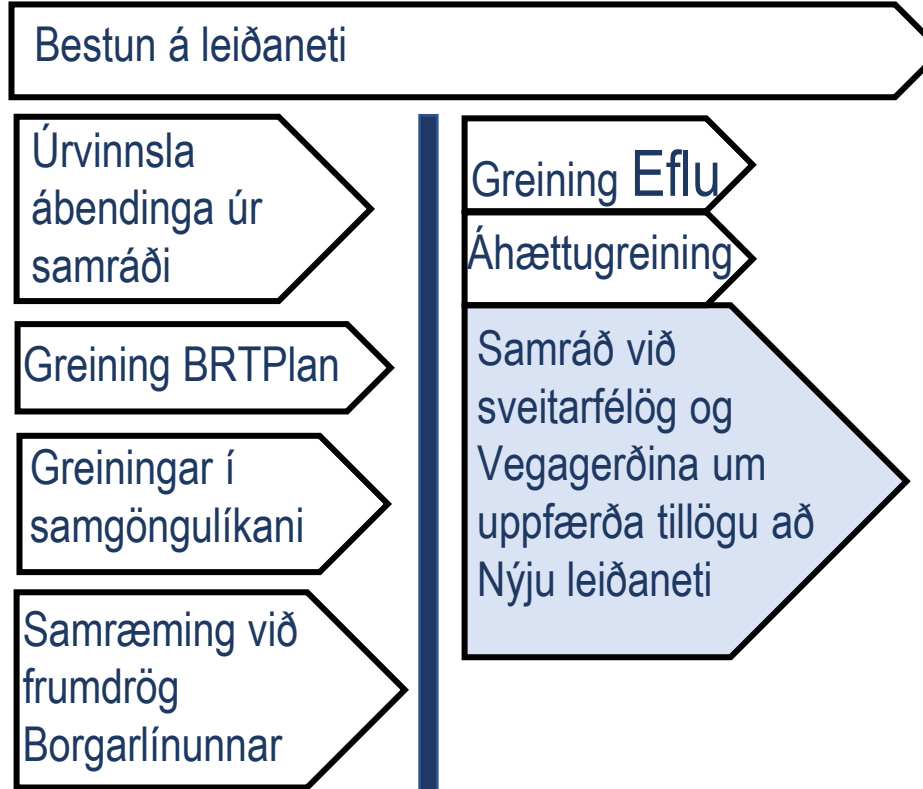 Bestun á leiðaneti
Úrvinnsla
ábendinga úr
samráði
Greining BRTPlan
Greiningar í
samgöngulíkani
Samræming við
frumdrög
Borgarlínunnar
Greining Eflu
Áhættugreining
Samráð við
sveitarfélög og
Vegagerðina um
uppfærða tillögu að
Nýju leiðaneti